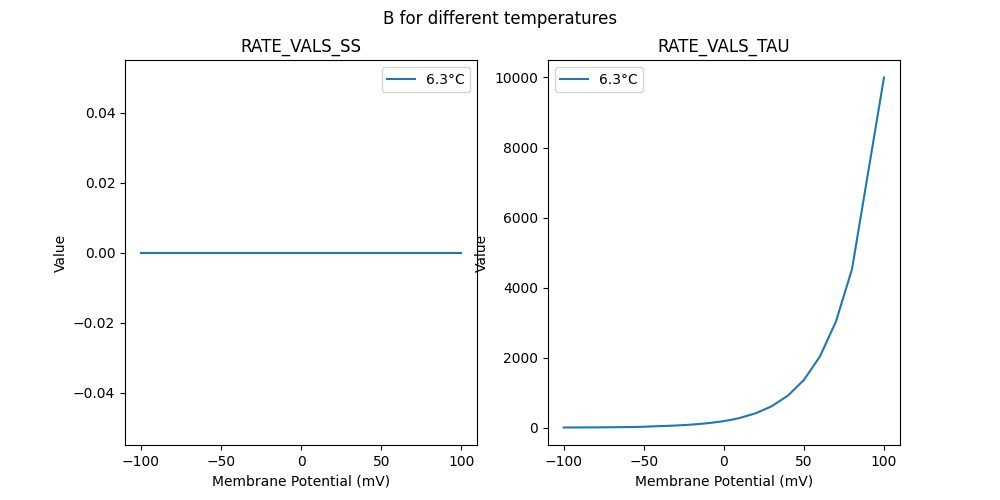 B for different temperatures
RATE_VALS_SS
6.3°C
0.04
0.02
0.00
−0.02
−0.04
Value
−100
−50
0
50
100
Membrane Potential (mV)
RATE_VALS_TAU
6.3°C
10000
8000
6000
4000
2000
0
Value
−100
−50
0
50
100
Membrane Potential (mV)